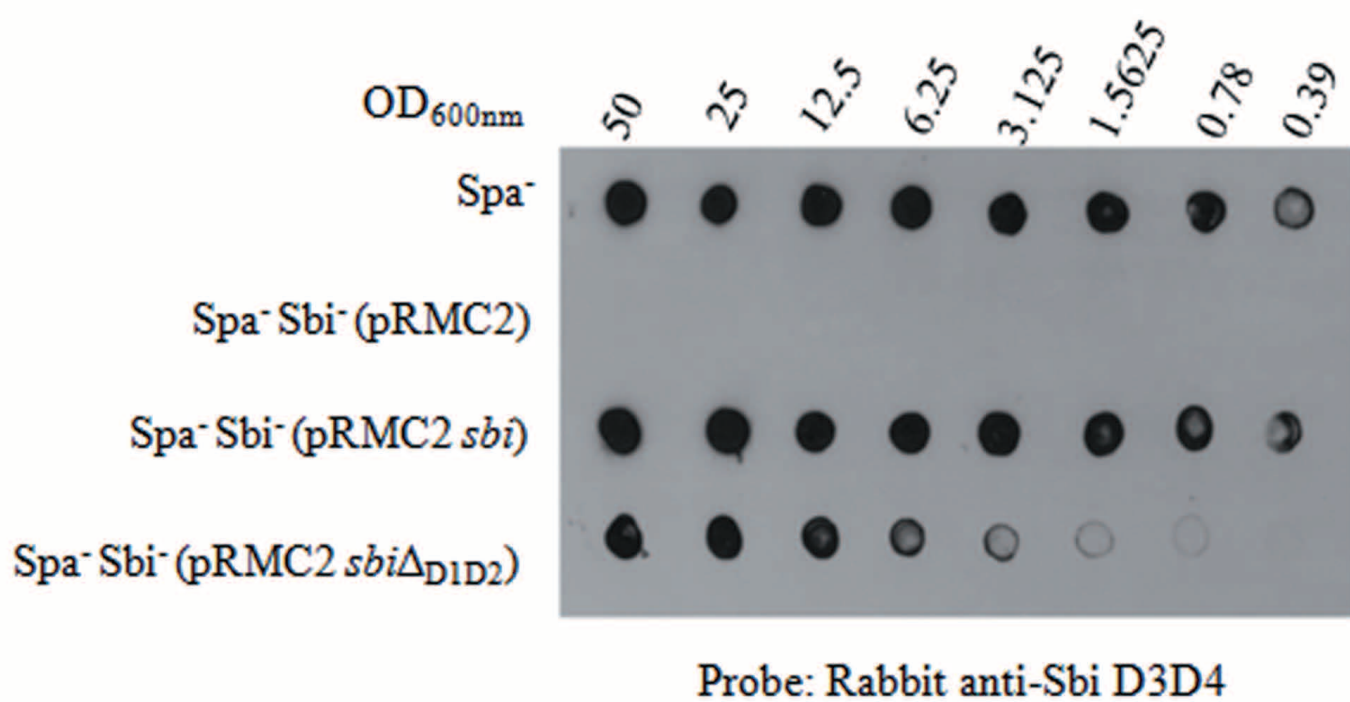 OD600nm 50 25 12.5 6.25 3.125 1.5625 0.78 0.39
Spa-
Spa- Sbi- (pRMC2)
Spa- Sbi- (pRMC2 sbi)
Spa- Sbi- (pRMC2 sbiΔD1D2)
Probe: Rabbit anti-Sbi D3D4